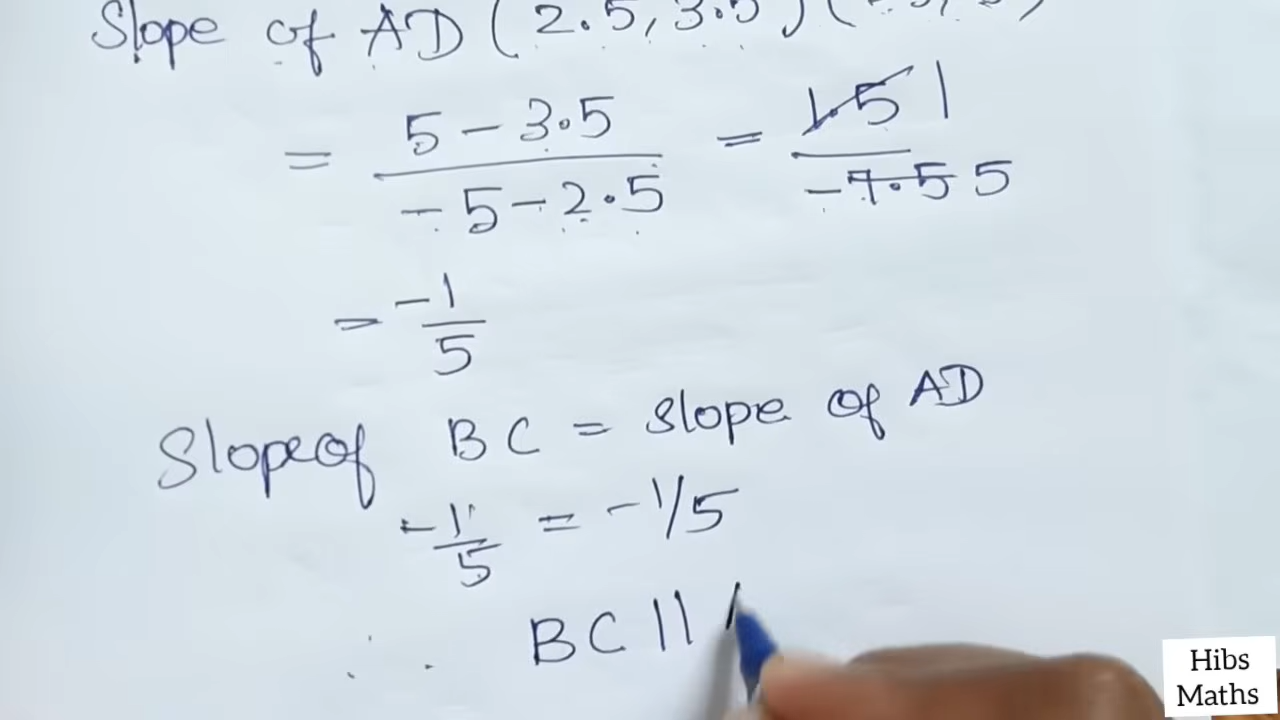 Slope of AD (2.5, 3.5) (
= 5 - 3.5 / - 5 - 2.5 = 1.5 1 / - 7.5 5
= -1/5
Slope of BC = slope of AD
-1/5 = -1/5
∴ BC ||
Hibs
Maths